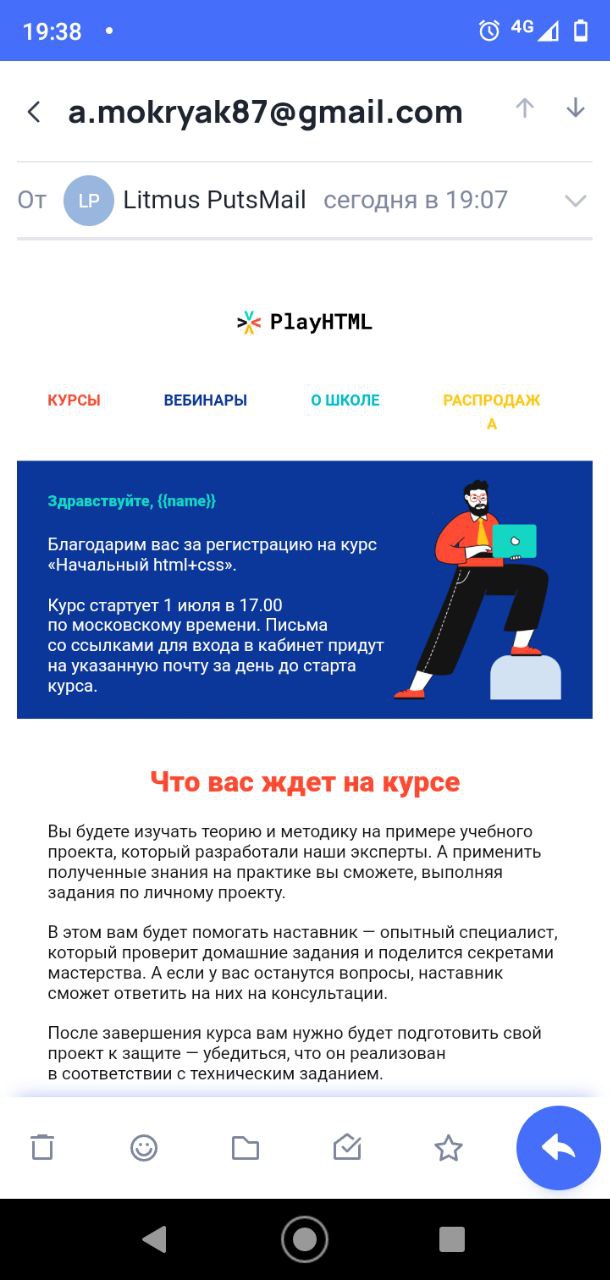 19:38
4G
a.mokryak87@gmail.com
От LP Litmus PutsMail сегодня в 19:07
PlayHTML
КУРСЫ ВЕБИНАРЫ О ШКОЛЕ РАСПРОДАЖ
А
Здравствуйте, {{name}}
Благодарим вас за регистрацию на курс
«Начальный html+css».
Курс стартует 1 июля в 17.00
по московскому времени. Письма
со ссылками для входа в кабинет придут
на указанную почту за день до старта
курса.
Что вас ждет на курсе
Вы будете изучать теорию и методику на примере учебного
проекта, который разработали наши эксперты. А применить
полученные знания на практике вы сможете, выполняя
задания по личному проекту.
В этом вам будет помогать наставник — опытный специалист,
который проверит домашние задания и поделится секретами
мастерства. А если у вас останутся вопросы, наставник
сможет ответить на них на консультации.
После завершения курса вам нужно будет подготовить свой
проект к защите — убедиться, что он реализован
в соответствии с техническим заданием.